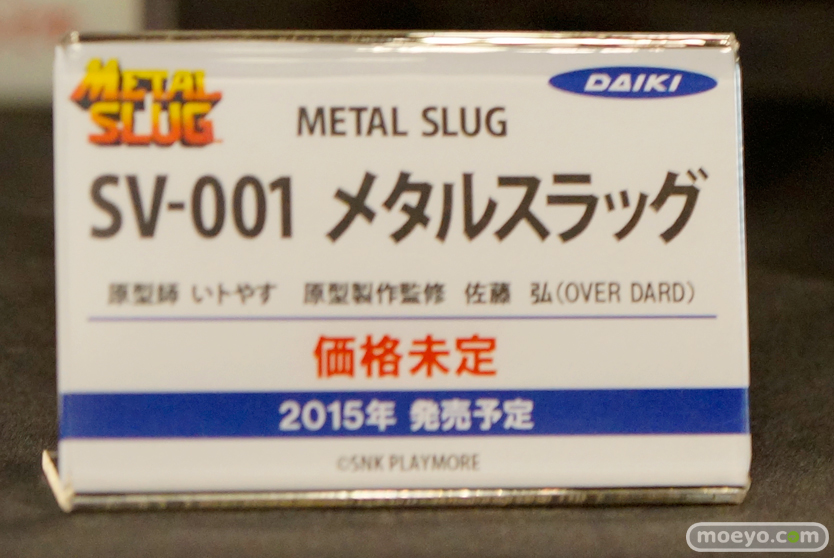 METAL SLUG
DAIKI
METAL SLUG
SV-001 メタルスラッグ
原型師 いトやす 原型製作監修 佐藤 弘(OVER DARD)
価格未定
2015年 発売予定
©SNK PLAYMORE
moeyo.com